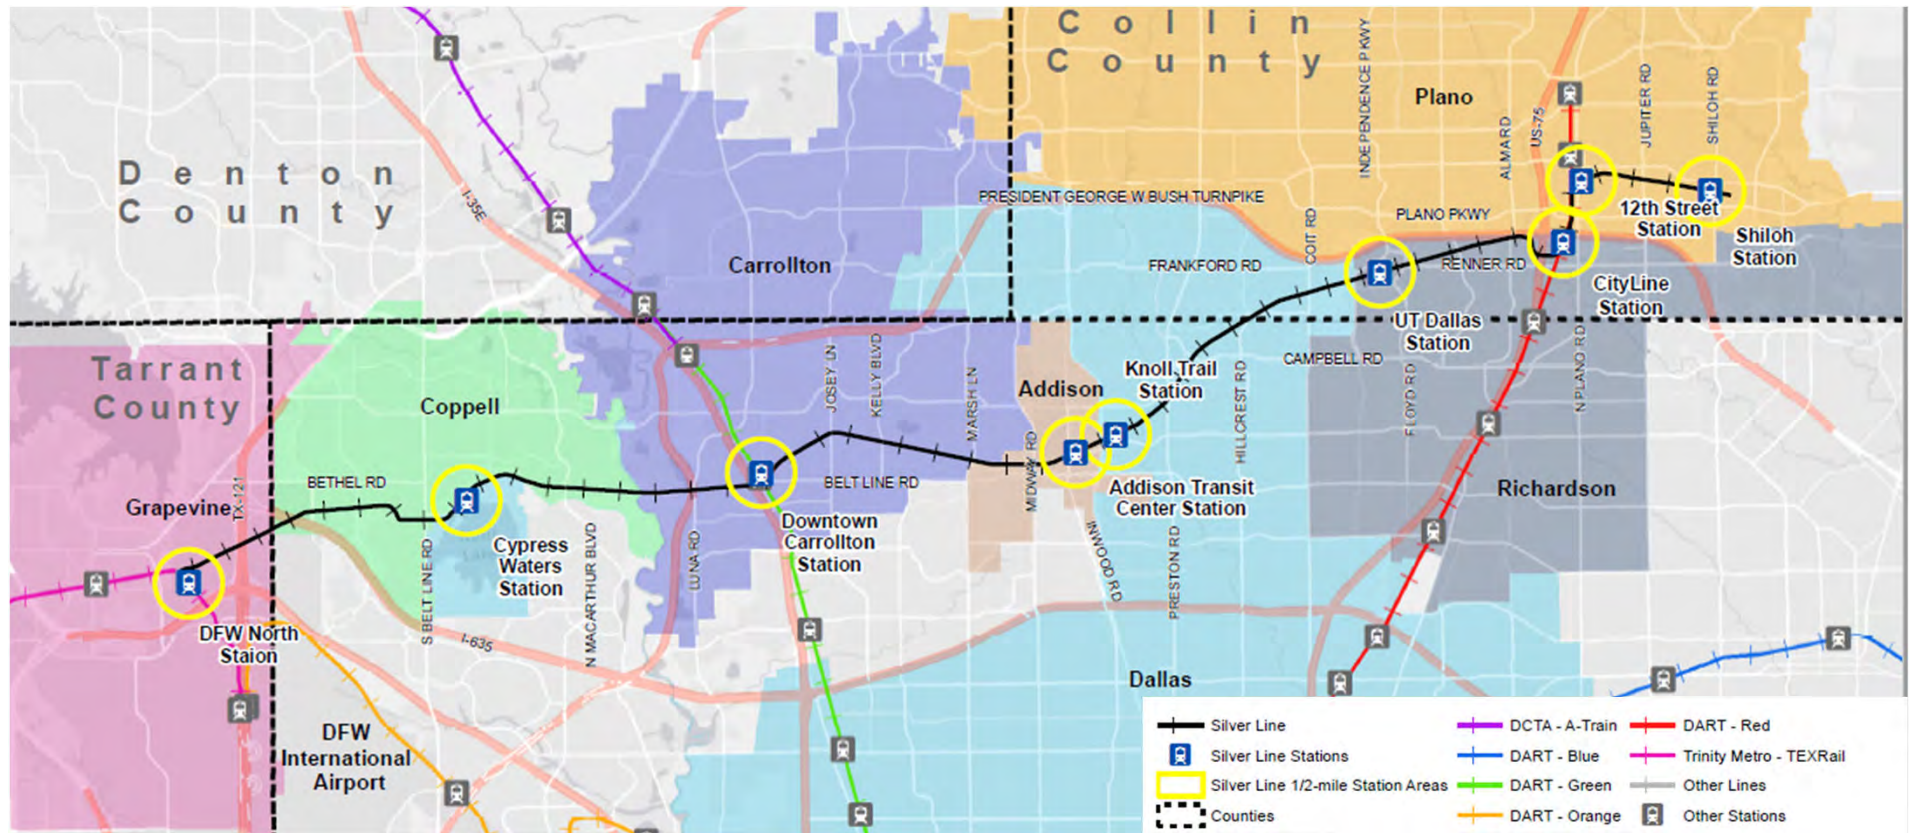 Collin
County
INDEPENDENCE PKWY
Plano
ALMA RD
US-75
JUPITER RD
SHILOH RD
Denton
County
I-35E
PRESIDENT GEORGE W BUSH TURNPIKE
PLANO PKWY
12th Street
Station
Shiloh
Station
COIT RD
Carrollton
FRANKFORD RD
RENNER RD
CityLine
Station
UT Dallas
Station
Tarrant
County
JOSEY LN
KELLY BLVD
MARSH LN
Addison
Knoll Trail
Station
HILLCREST RD
CAMPBELL RD
FLOYD RD
N PLANO RD
Coppell
MIDWAY RD
BETHEL RD
BELT LINE RD
Addison Transit
Center Station
Richardson
Grapevine
TX-121
Downtown
Carrollton
Station
Cypress
Waters
Station
S BELT LINE RD
N MACARTHUR BLVD
LUNA RD
INWOOD RD
PRESTON RD
DFW North
Staion
I-635
Dallas
DFW
International
Airport
Silver Line
Silver Line Stations
Silver Line 1/2-mile Station Areas
Counties
DCTA - A-Train
DART - Blue
DART - Green
DART - Orange
DART - Red
Trinity Metro - TEXRail
Other Lines
Other Stations